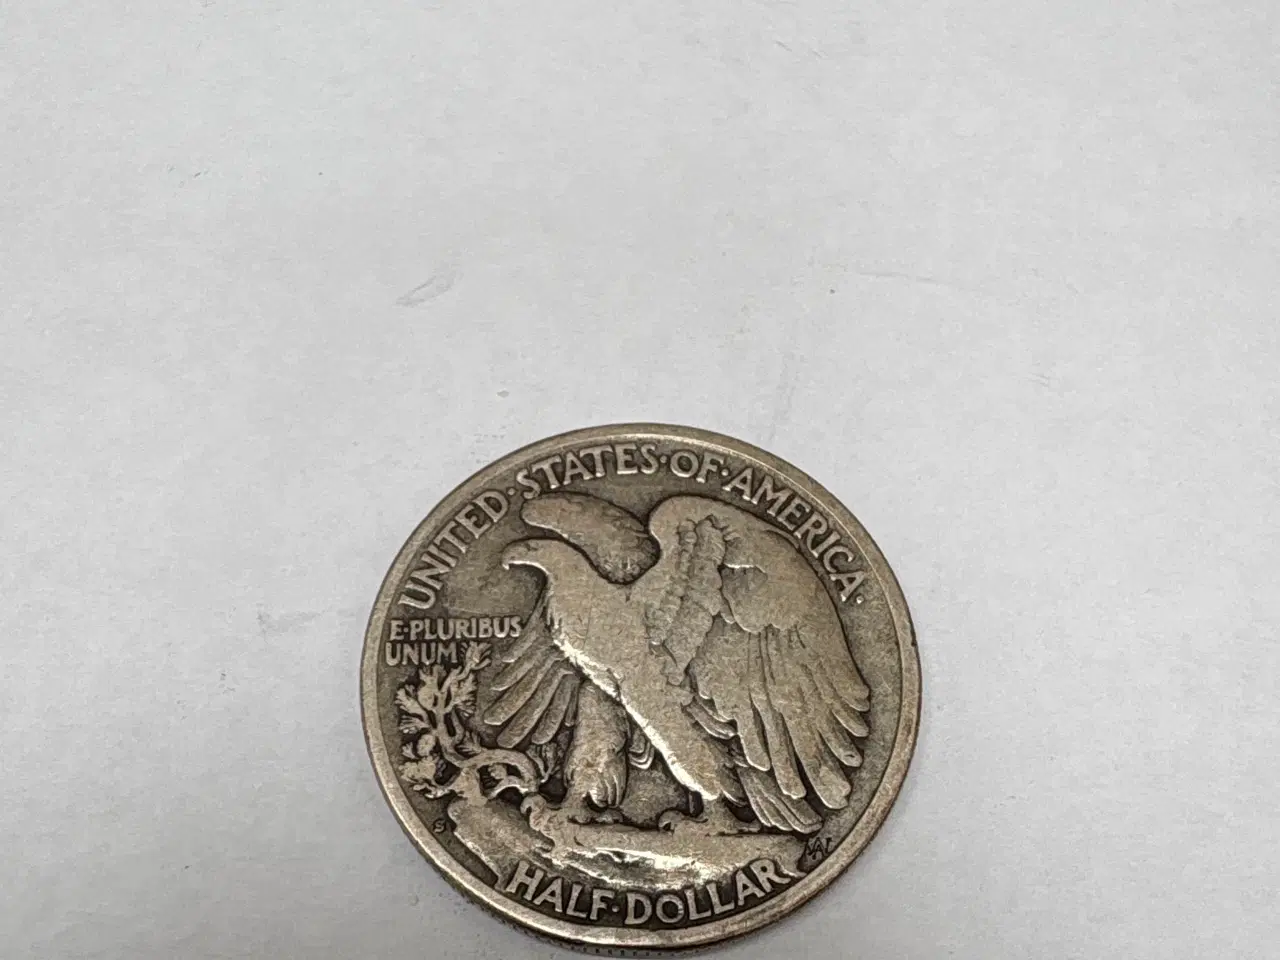 UNITED·STATES·OF·AMERICA·
E·PLURIBUS
UNUM
S
AW
HALF·DOLLAR